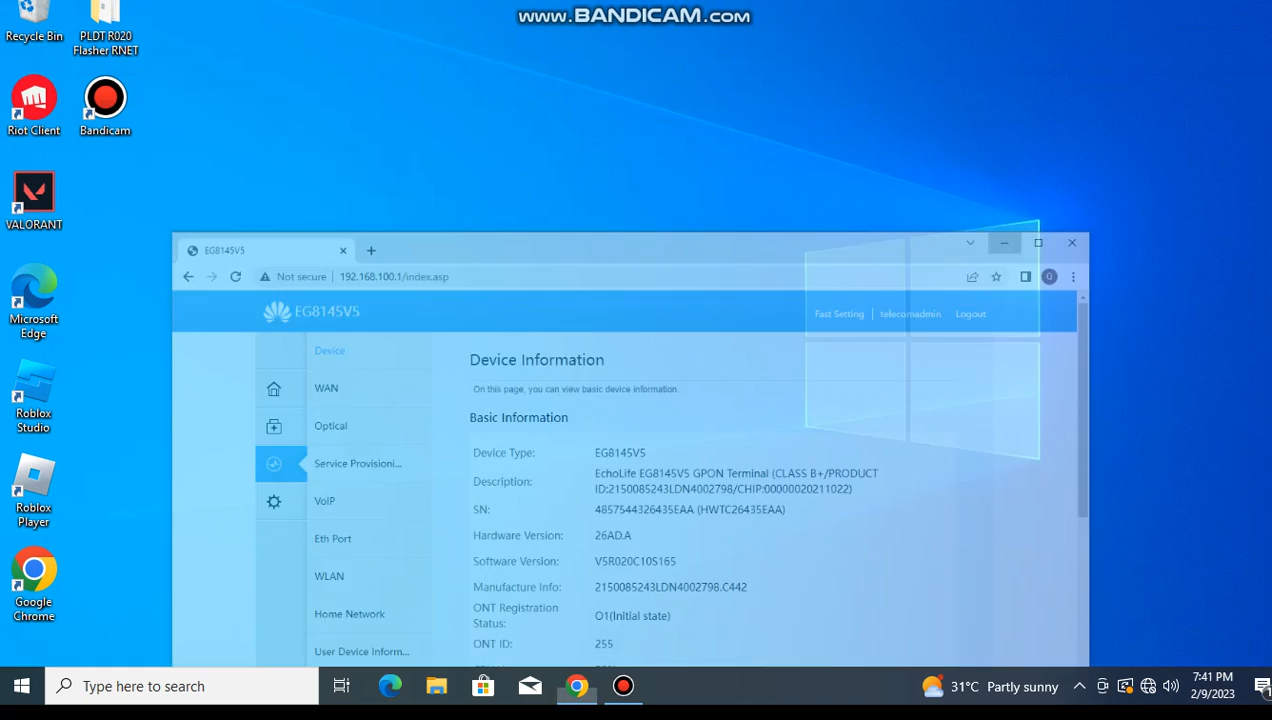 www.BANDICAM.com
Recycle Bin
PLDT R020
Flasher RNET
Riot Client
Bandicam
VALORANT
Microsoft
Edge
Roblox
Studio
Roblox
Player
Google
Chrome
EG8145V5
Not secure
192.168.100.1/index.asp
EG8145V5
Fast Setting
telecomadmin
Logout
Device
WAN
Optical
Service Provisioni...
VoIP
Eth Port
WLAN
Home Network
User Device Inform...
Device Information
On this page, you can view basic device information.
Basic Information
Device Type: EG8145V5
Description: EchoLife EG8145V5 GPON Terminal (CLASS B+/PRODUCT
ID:2150085243LDN4002798/CHIP:00000020211022)
SN: 4857544326435EAA (HWTC26435EAA)
Hardware Version: 26AD.A
Software Version: V5R020C10S165
Manufacture Info: 2150085243LDN4002798.C442
ONT Registration
Status: O1(Initial state)
ONT ID: 255
Type here to search
31°C Partly sunny
7:41 PM
2/9/2023